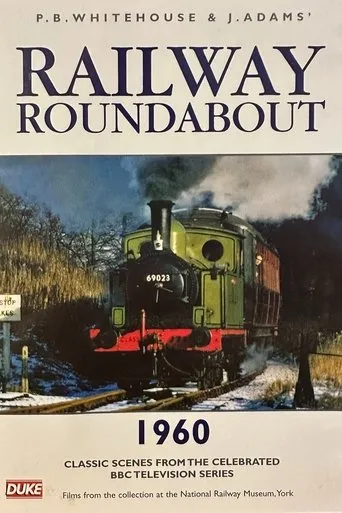 P.B.WHITEHOUSE & J.ADAMS'
RAILWAY
ROUNDABOUT
69023
STOP
1960
CLASSIC SCENES FROM THE CELEBRATED
BBC TELEVISION SERIES
DUKE
Films from the collection at the National Railway Museum, York